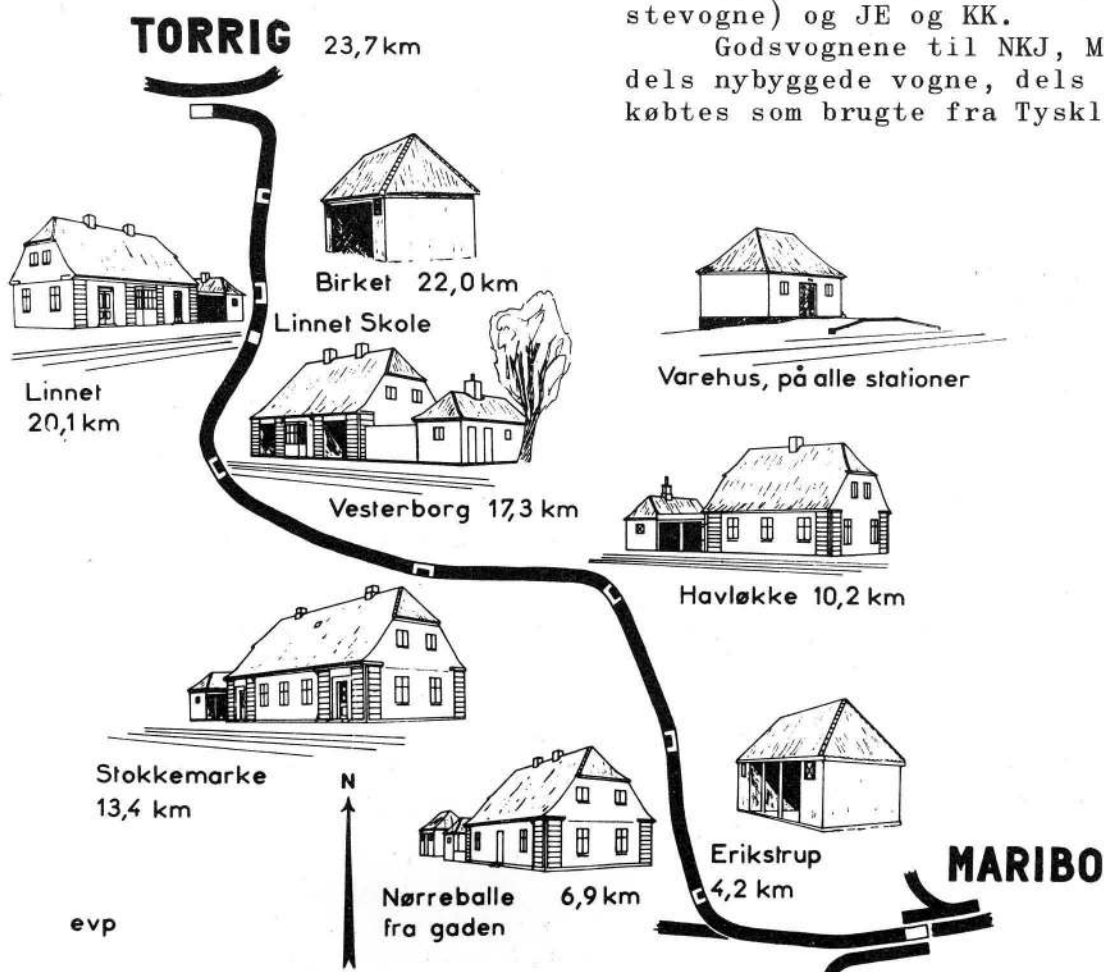 stevogne) og JE og KK.
Godsvognene til NKJ, M
dels nybyggede vogne, dels
købtes som brugte fra Tyskl
TORRIG 23,7 km
Birket 22,0 km
Linnet Skole
Linnet
20,1 km
Varehus, på alle stationer
Vesterborg 17,3 km
Havløkke 10,2 km
Stokkemarke
13,4 km
N
Nørreballe 6,9 km
fra gaden
Erikstrup
4,2 km
MARIBO
evp